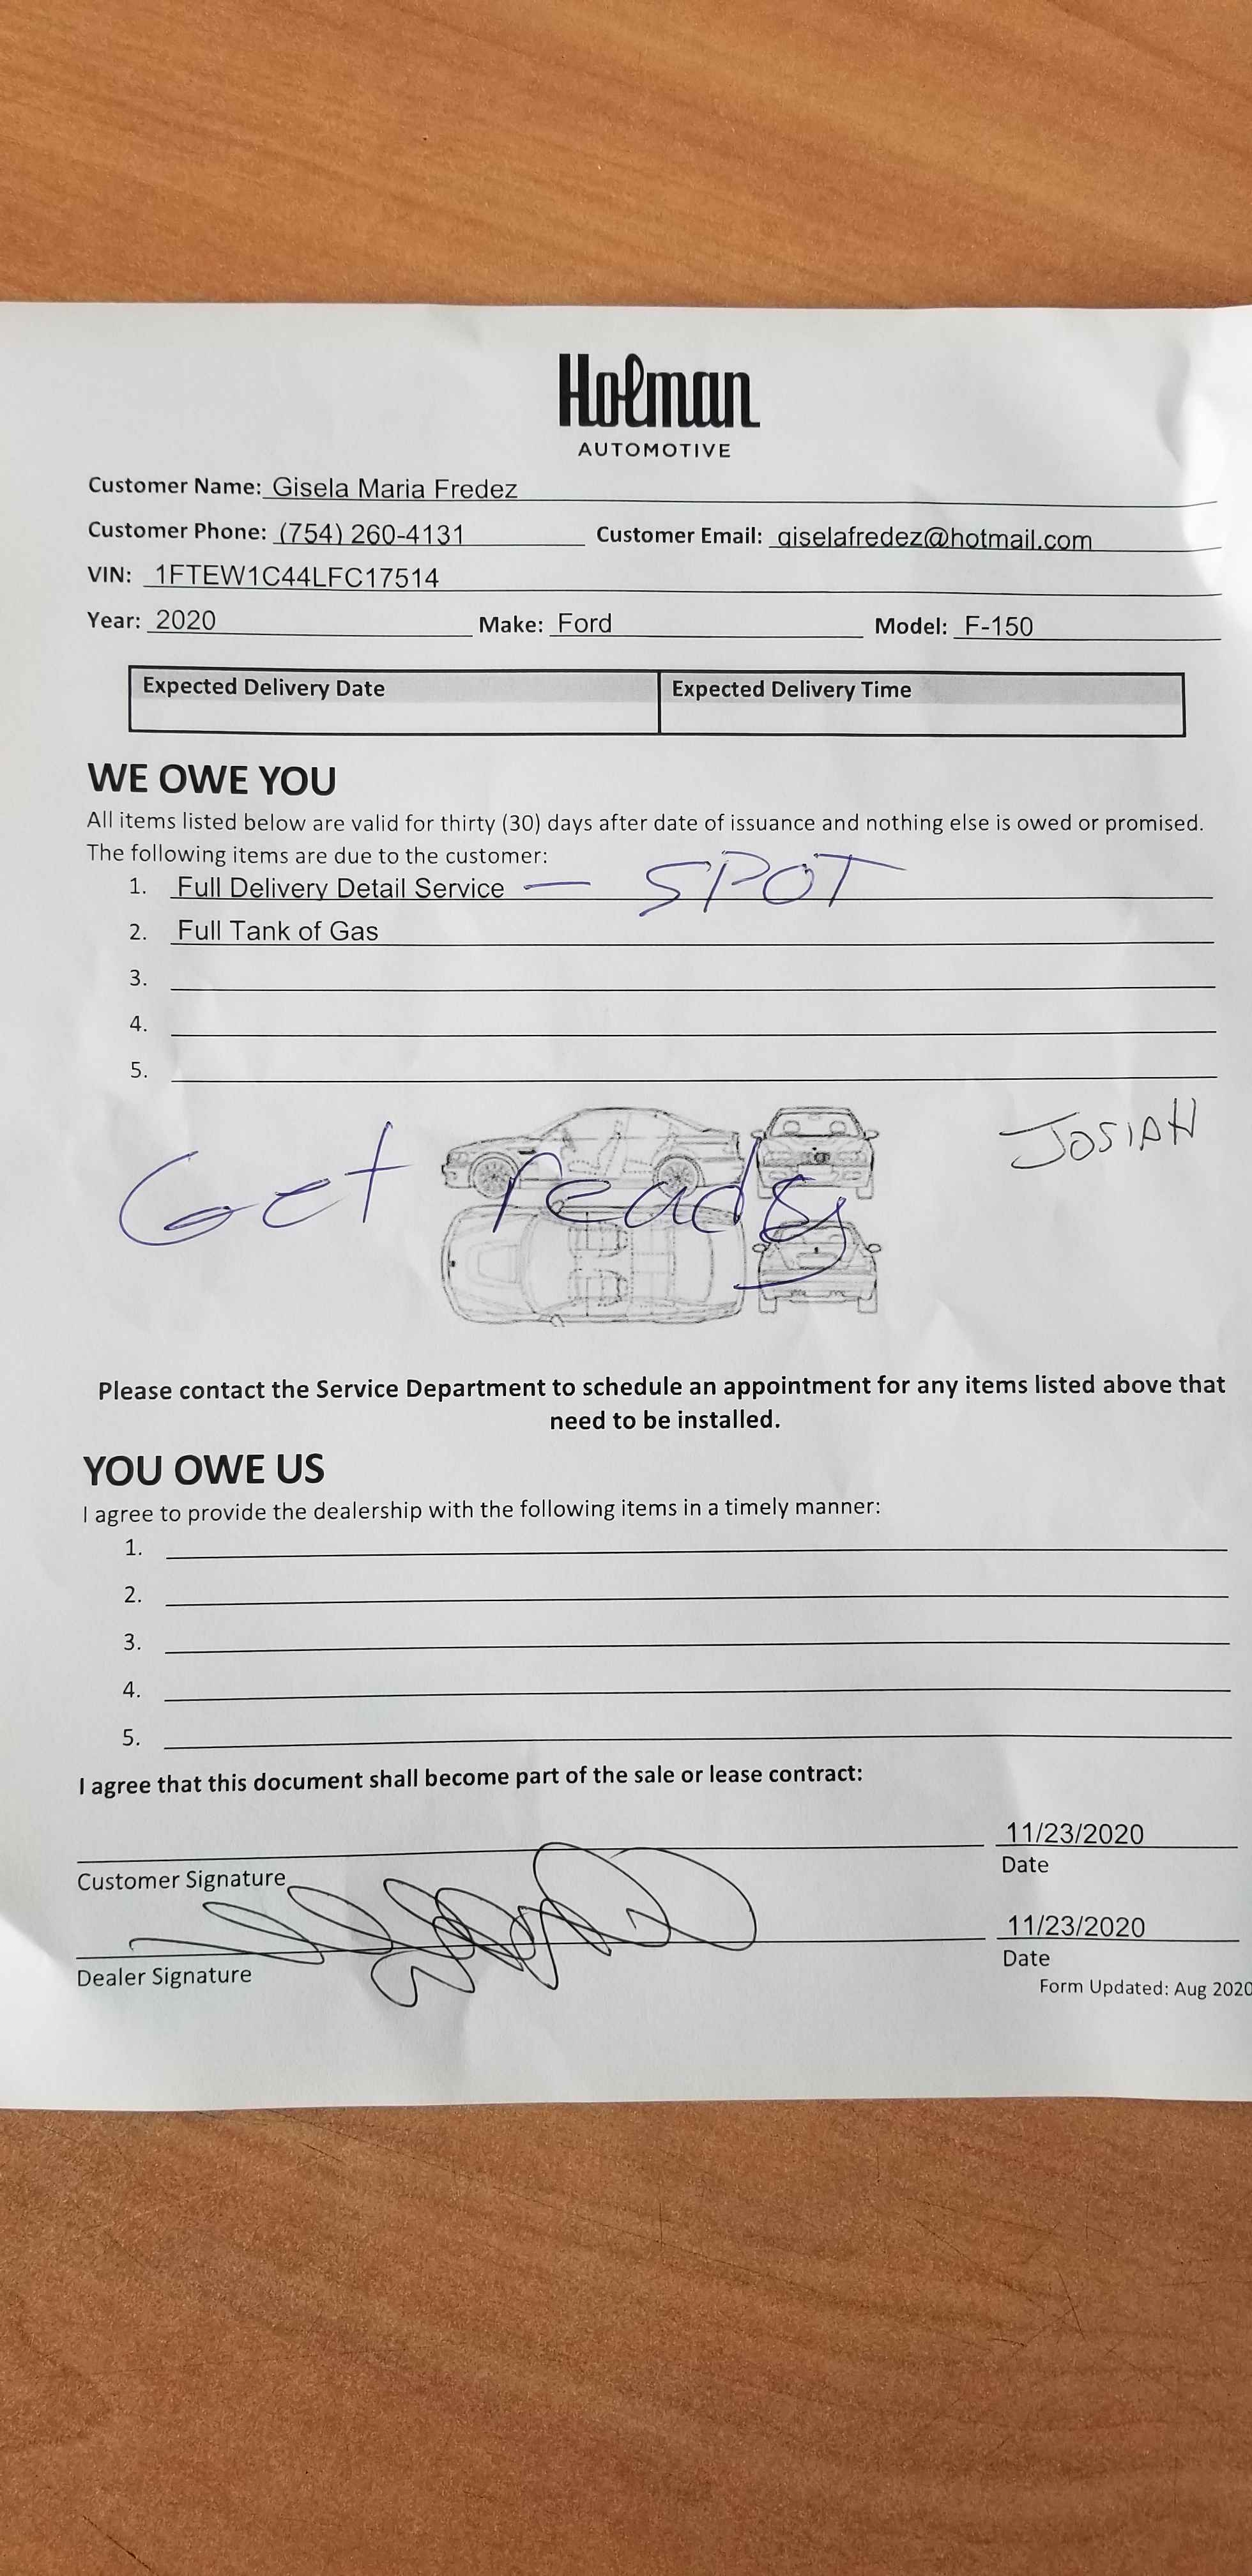 Holman
AUTOMOTIVE
Customer Name: Gisela Maria Fredez
Customer Phone: (754) 260-4131 Customer Email: giselafredez@hotmail.com
VIN: 1FTEW1C44LFC17514
Year: 2020 Make: Ford Model: F-150
Expected Delivery Date Expected Delivery Time
WE OWE YOU
All items listed below are valid for thirty (30) days after date of issuance and nothing else is owed or promised.
The following items are due to the customer:
1. Full Delivery Detail Service — SPOT
2. Full Tank of Gas
3.
4.
5.
JOSIAH
Get ready
Please contact the Service Department to schedule an appointment for any items listed above that
need to be installed.
YOU OWE US
I agree to provide the dealership with the following items in a timely manner:
1.
2.
3.
4.
5.
I agree that this document shall become part of the sale or lease contract:
11/23/2020
Customer Signature Date
11/23/2020
Dealer Signature Date
Form Updated: Aug 2020